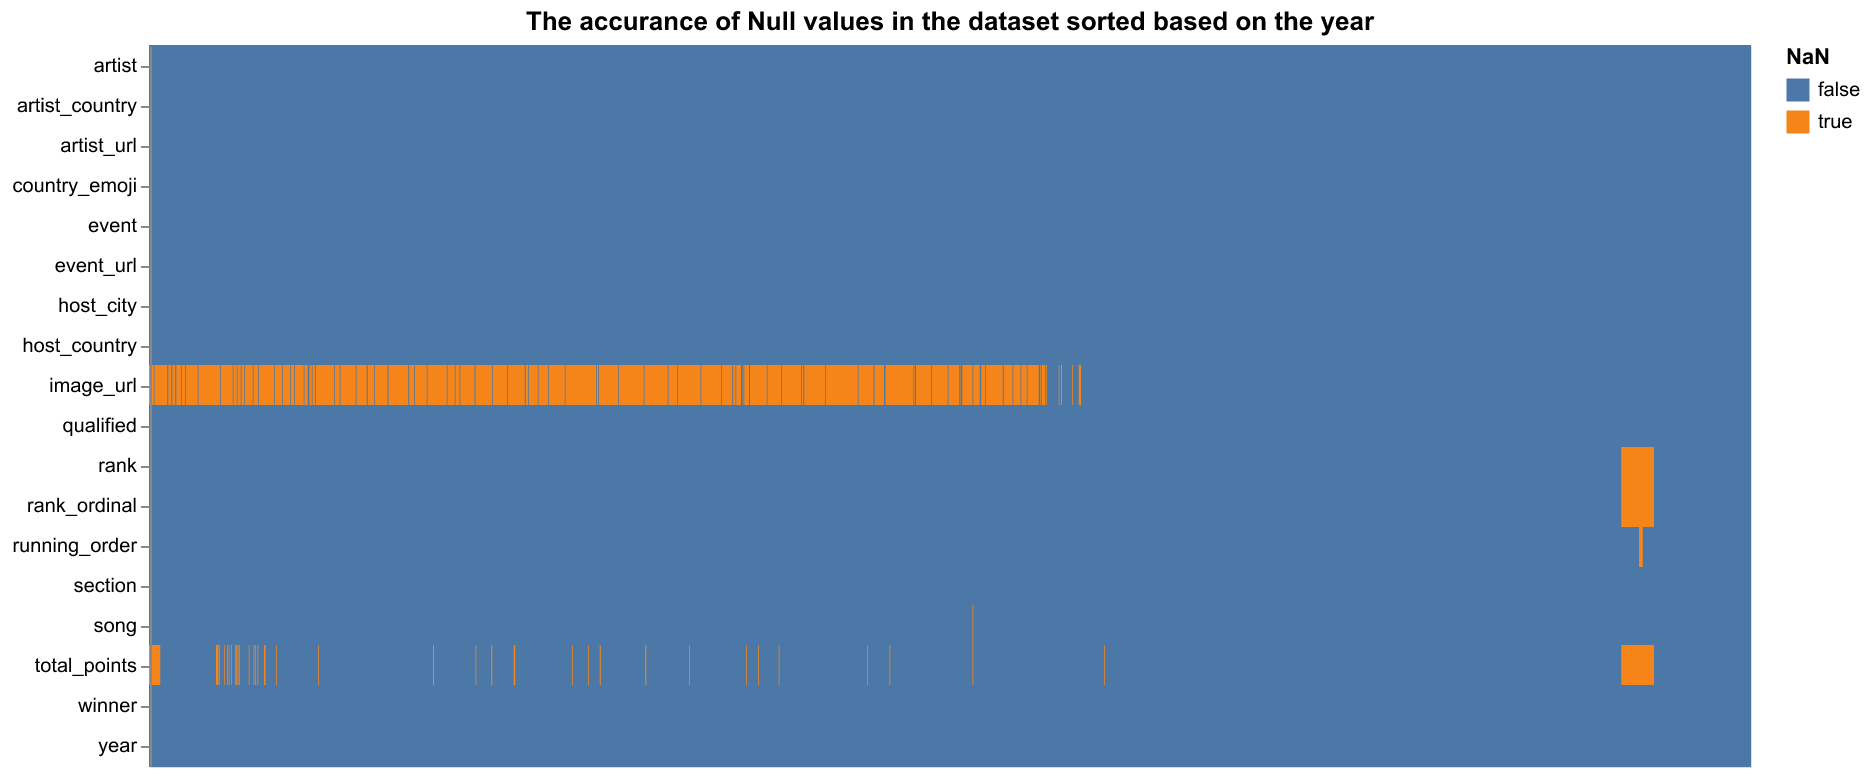 The accurance of Null values in the dataset sorted based on the year
NaN
false
true
artist
artist_country
artist_url
country_emoji
event
event_url
host_city
host_country
image_url
qualified
rank
rank_ordinal
running_order
section
song
total_points
winner
year